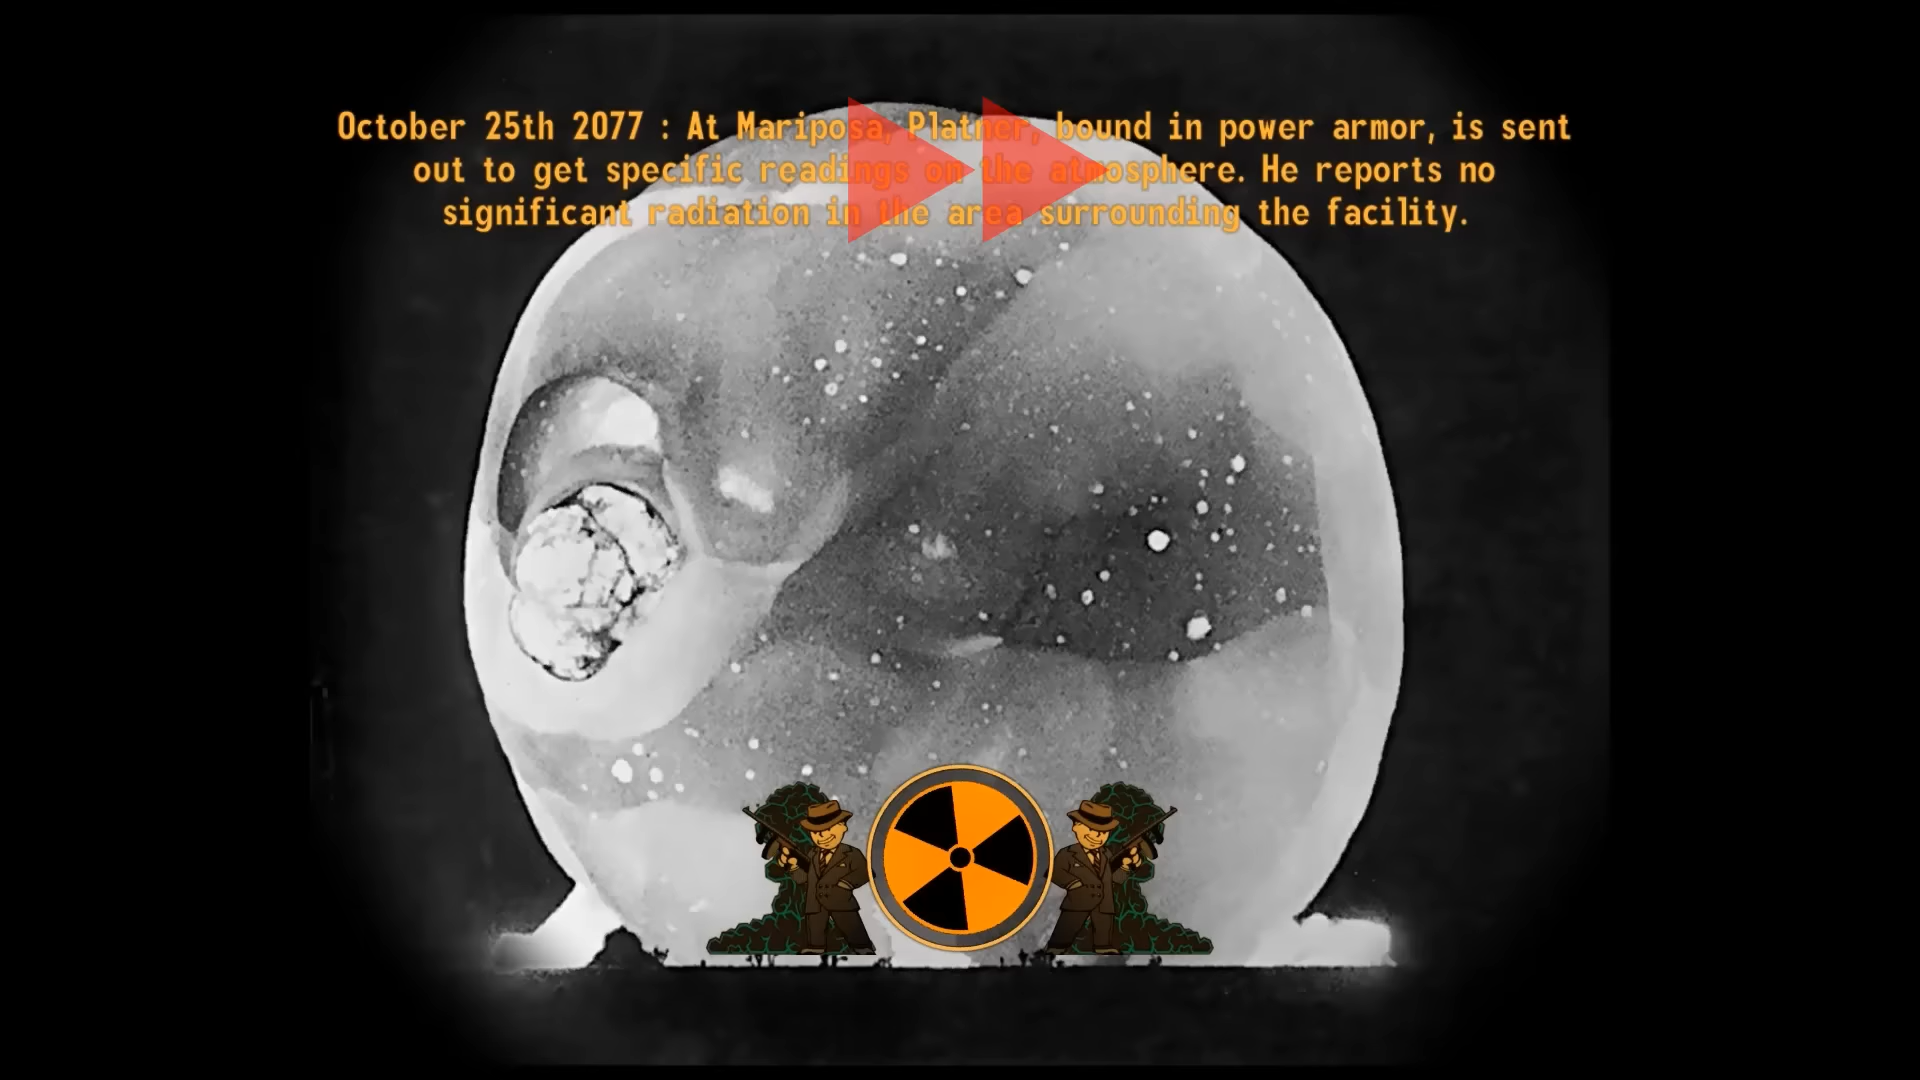 October 25th 2077 : At Mariposa, Platner, bound in power armor, is sent
out to get specific readings on the atmosphere. He reports no
significant radiation in the area surrounding the facility.